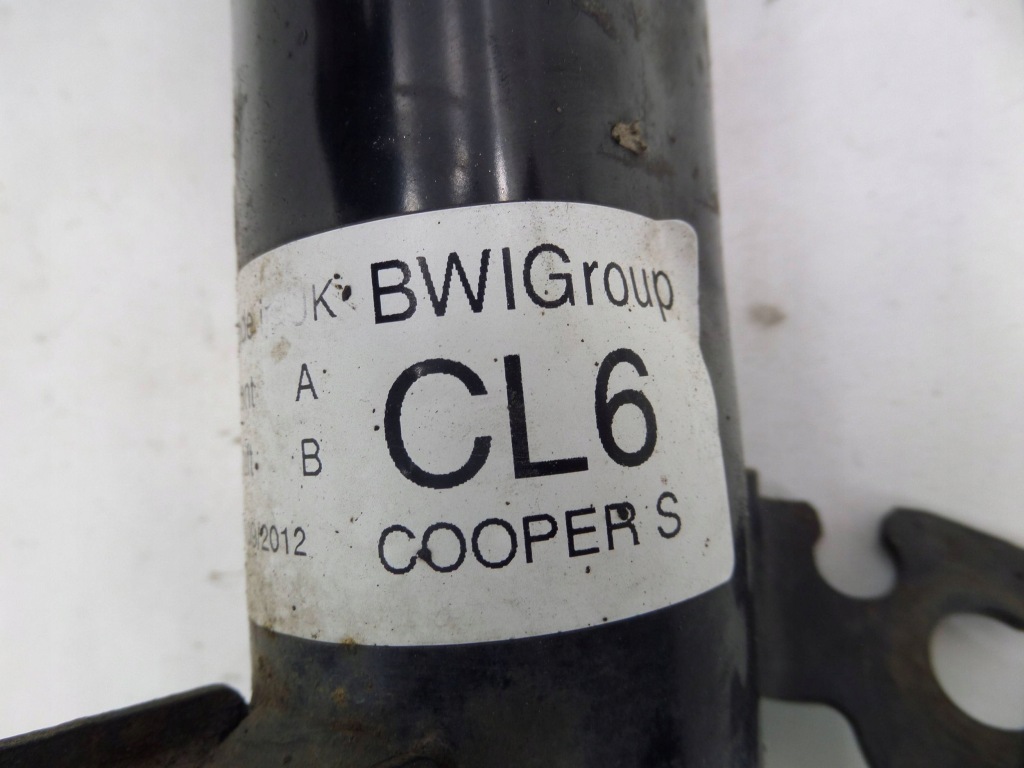 UK BWIGroup
A
CL6
B
2012
COOPER S